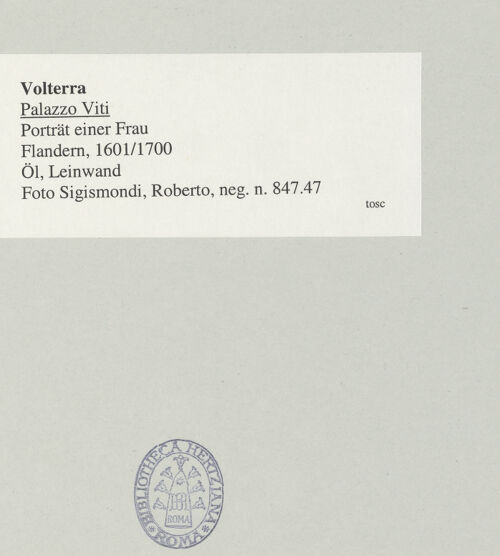 Volterra
Palazzo Viti
Porträt einer Frau
Flandern, 1601/1700
Öl, Leinwand
Foto Sigismondi, Roberto, neg. n. 847.47
tosc
BIBLIOTHECA HERTZIANA
ROMA
ROMA